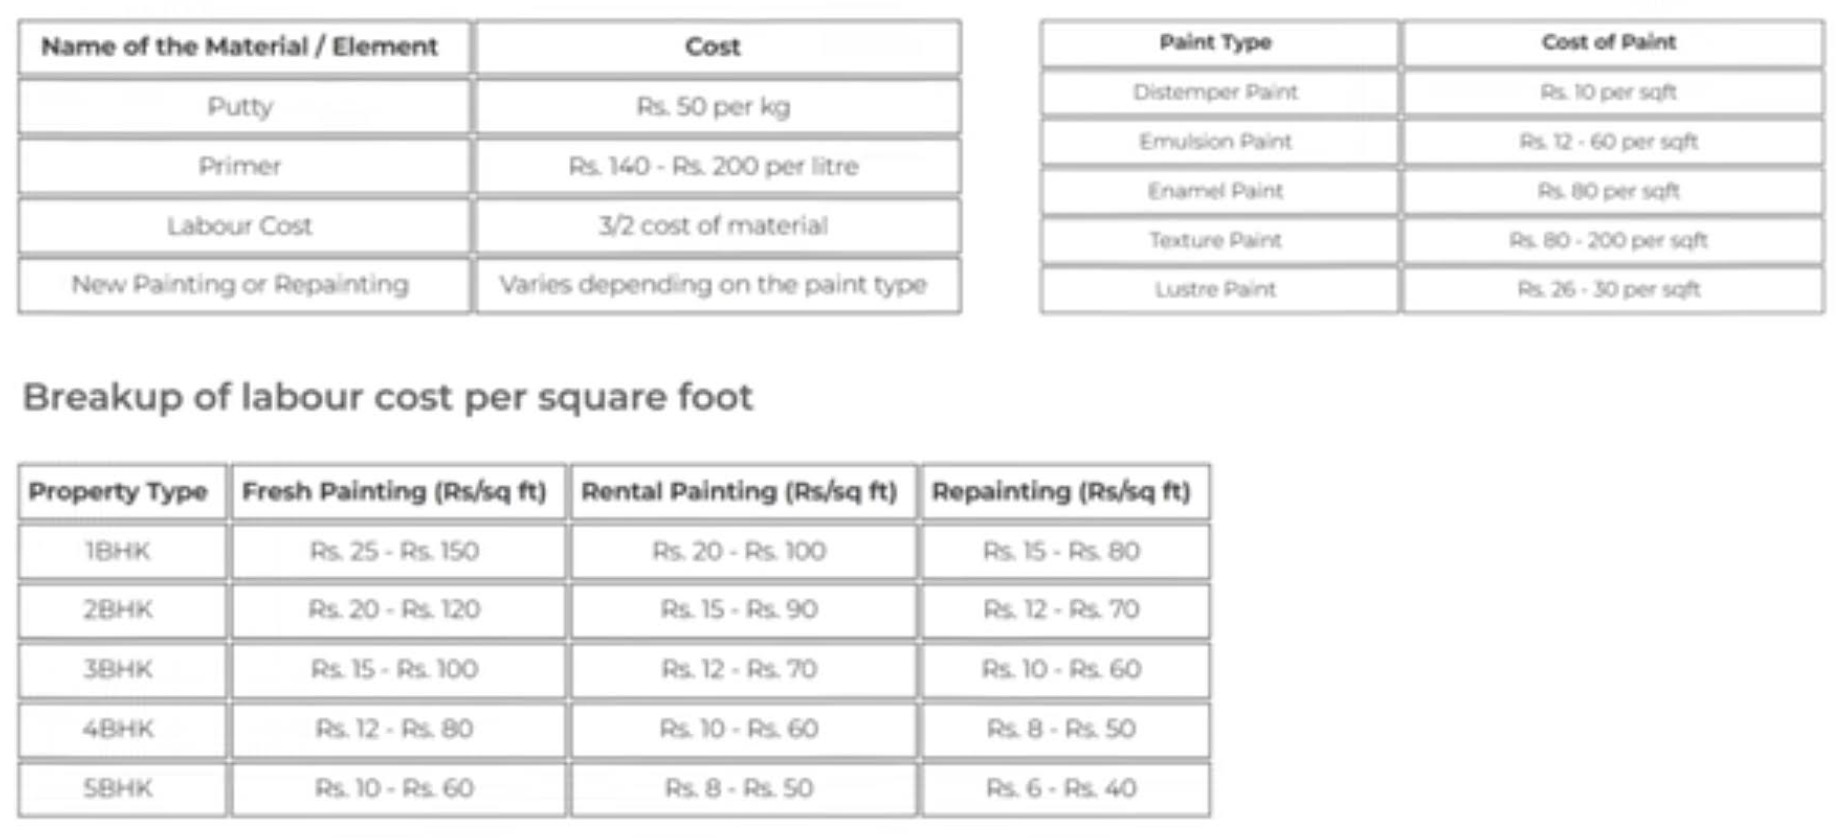 Name of the Material / Element Cost
Putty Rs. 50 per kg
Primer Rs. 140 - Rs. 200 per litre
Labour Cost 3/2 cost of material
New Painting or Repainting Varies depending on the paint type
Paint Type Cost of Paint
Distemper Paint Rs. 10 per sqft
Emulsion Paint Rs. 12 - 60 per sqft
Enamel Paint Rs. 80 per sqft
Texture Paint Rs. 80 - 200 per sqft
Lustre Paint Rs. 26 - 30 per sqft
Breakup of labour cost per square foot
Property Type Fresh Painting (Rs/sq ft) Rental Painting (Rs/sq ft) Repainting (Rs/sq ft)
1BHK Rs. 25 - Rs. 150 Rs. 20 - Rs. 100 Rs. 15 - Rs. 80
2BHK Rs. 20 - Rs. 120 Rs. 15 - Rs. 90 Rs. 12 - Rs. 70
3BHK Rs. 15 - Rs. 100 Rs. 12 - Rs. 70 Rs. 10 - Rs. 60
4BHK Rs. 12 - Rs. 80 Rs. 10 - Rs. 60 Rs. 8 - Rs. 50
5BHK Rs. 10 - Rs. 60 Rs. 8 - Rs. 50 Rs. 6 - Rs. 40